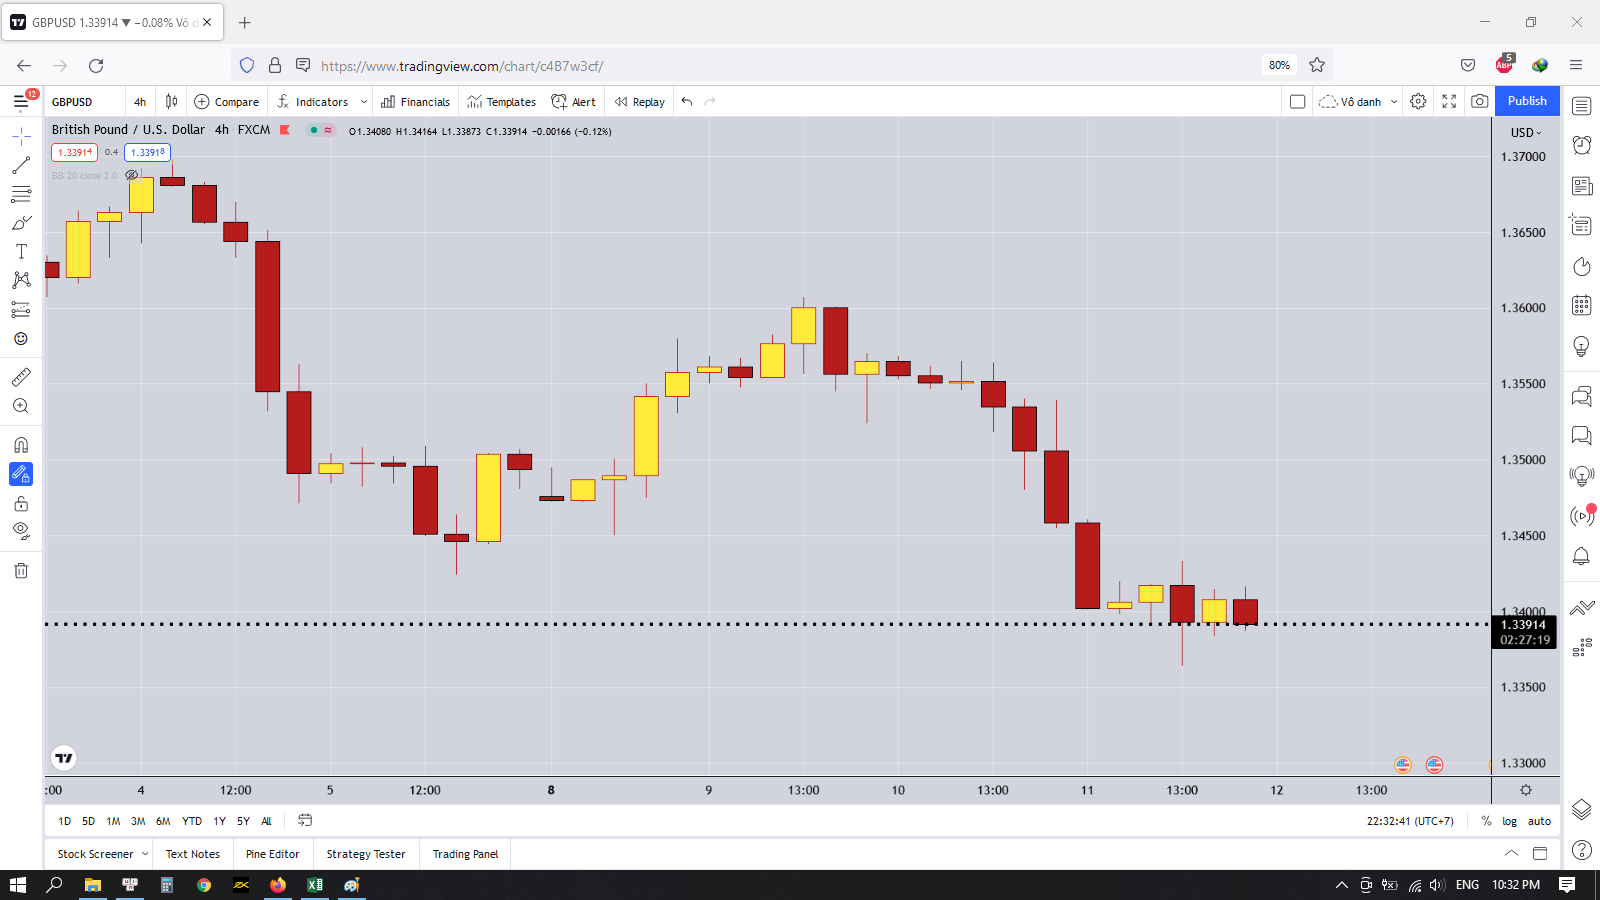 GBPUSD 1.33914 ▼ −0.08% Vô d
https://www.tradingview.com/chart/c4B7w3cf/
80%
5
ABP
12
GBPUSD
4h
Compare
Indicators
Financials
Templates
Alert
Replay
Vô danh
Publish
British Pound / U.S. Dollar 4h FXCM
O1.34080 H1.34164 L1.33873 C1.33914 −0.00166 (−0.12%)
1.33914 0.4 1.33918
BB 20 close 2.0
USD
1.37000
1.36500
1.36000
1.35500
1.35000
1.34500
1.34000
1.33914
02:27:19
1.33500
1.33000
:00 4 12:00 5 12:00 8 9 13:00 10 13:00 11 13:00 12 13:00
1D 5D 1M 3M 6M YTD 1Y 5Y All
22:32:41 (UTC+7) % log auto
Stock Screener Text Notes Pine Editor Strategy Tester Trading Panel
ENG 10:32 PM